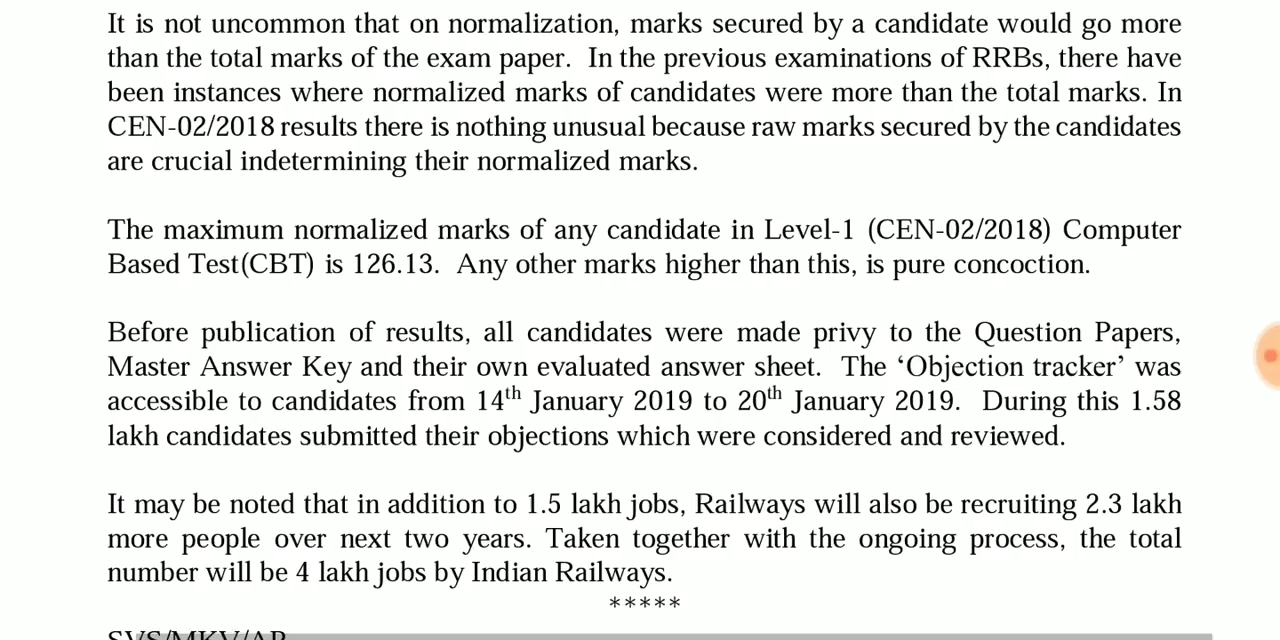 It is not uncommon that on normalization, marks secured by a candidate would go more
than the total marks of the exam paper. In the previous examinations of RRBs, there have
been instances where normalized marks of candidates were more than the total marks. In
CEN-02/2018 results there is nothing unusual because raw marks secured by the candidates
are crucial indetermining their normalized marks.
The maximum normalized marks of any candidate in Level-1 (CEN-02/2018) Computer
Based Test(CBT) is 126.13. Any other marks higher than this, is pure concoction.
Before publication of results, all candidates were made privy to the Question Papers,
Master Answer Key and their own evaluated answer sheet. The ‘Objection tracker’ was
accessible to candidates from 14th January 2019 to 20th January 2019. During this 1.58
lakh candidates submitted their objections which were considered and reviewed.
It may be noted that in addition to 1.5 lakh jobs, Railways will also be recruiting 2.3 lakh
more people over next two years. Taken together with the ongoing process, the total
number will be 4 lakh jobs by Indian Railways.
*****
SVS/MKV/AP